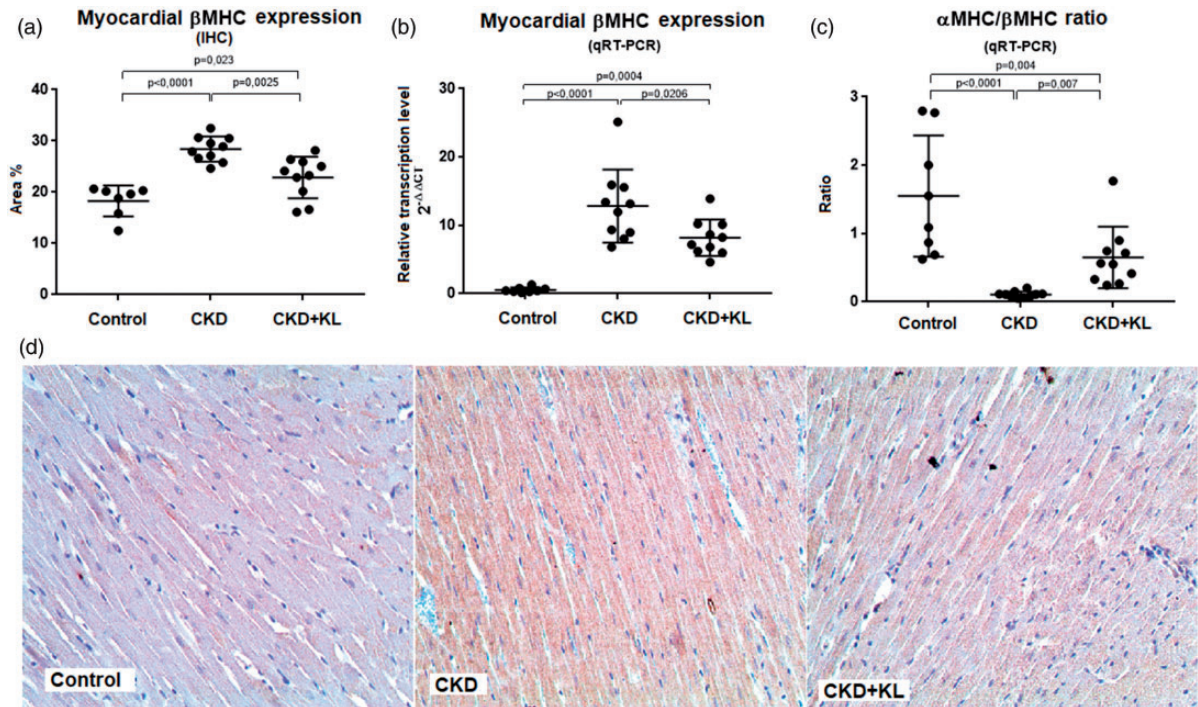 (a)
Myocardial βMHC expression
(IHC)
p=0,023
p<0,0001
p=0,0025
40
30
20
10
0
Area %
Control
CKD
CKD+KL
(b)
Myocardial βMHC expression
(qRT-PCR)
p=0,0004
p<0,0001
p=0,0206
30
20
10
0
Relative transcription level
2^-Δ ΔCT
Control
CKD
CKD+KL
(c)
αMHC/βMHC ratio
(qRT-PCR)
p=0,004
p<0,0001
p=0,007
3
2
1
0
Ratio
Control
CKD
CKD+KL
(d)
Control
CKD
CKD+KL